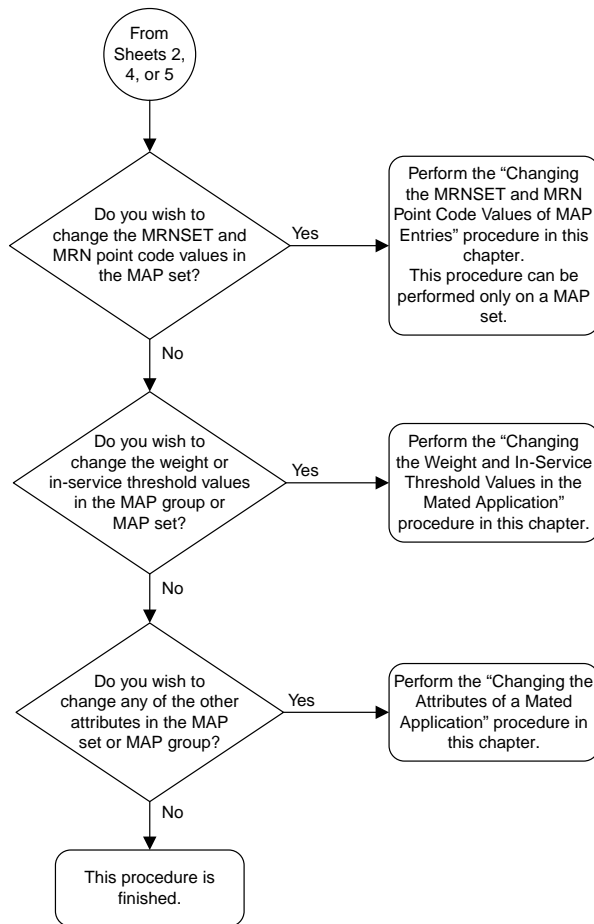 From
Sheets 2,
4, or 5
Do you wish to
change the MRNSET and
MRN point code values in
the MAP set?
Yes
Perform the “Changing
the MRNSET and MRN
Point Code Values of MAP
Entries” procedure in this
chapter.
This procedure can be
performed only on a MAP
set.
No
Do you wish to
change the weight or
in-service threshold values
in the MAP group or
MAP set?
Yes
Perform the “Changing
the Weight and In-Service
Threshold Values in the
Mated Application”
procedure in this chapter.
No
Do you wish to
change any of the other
attributes in the MAP
set or MAP group?
Yes
Perform the “Changing the
Attributes of a Mated
Application” procedure in
this chapter.
No
This procedure is
finished.